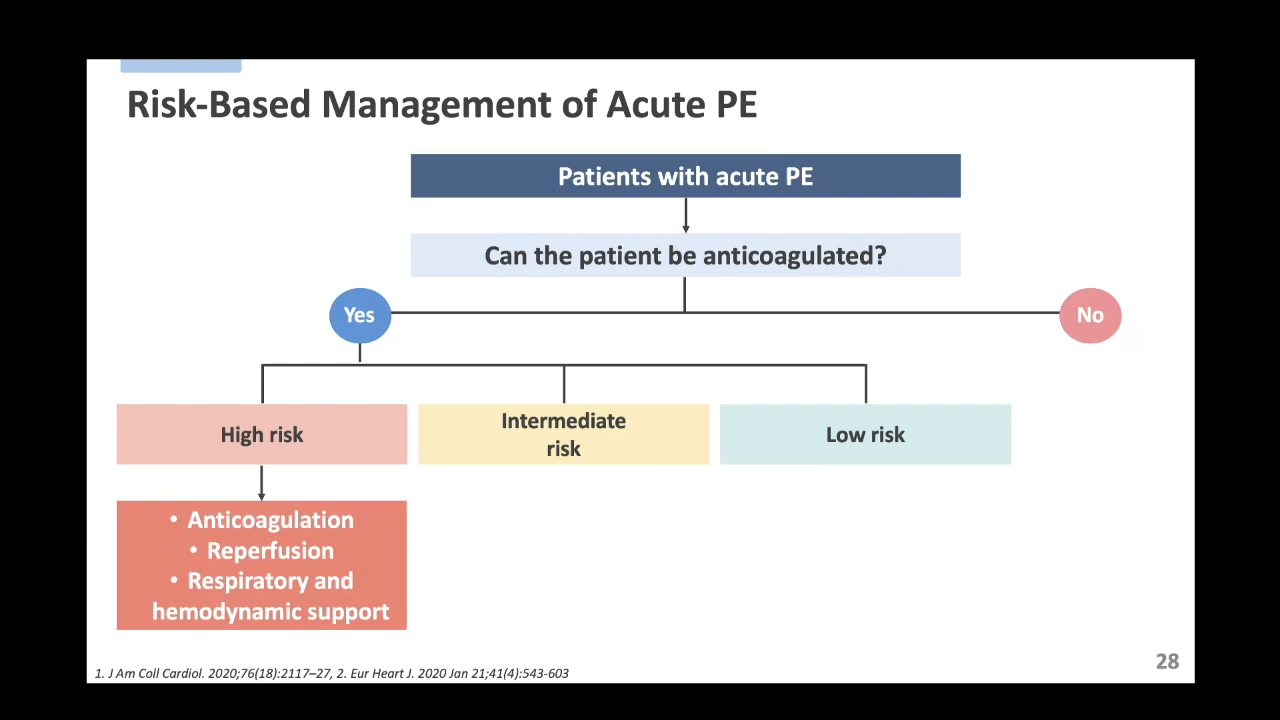 Risk-Based Management of Acute PE
Patients with acute PE
Can the patient be anticoagulated?
Yes
No
High risk
Intermediate
risk
Low risk
• Anticoagulation
• Reperfusion
• Respiratory and
hemodynamic support
1. J Am Coll Cardiol. 2020;76(18):2117–27, 2. Eur Heart J. 2020 Jan 21;41(4):543-603
28